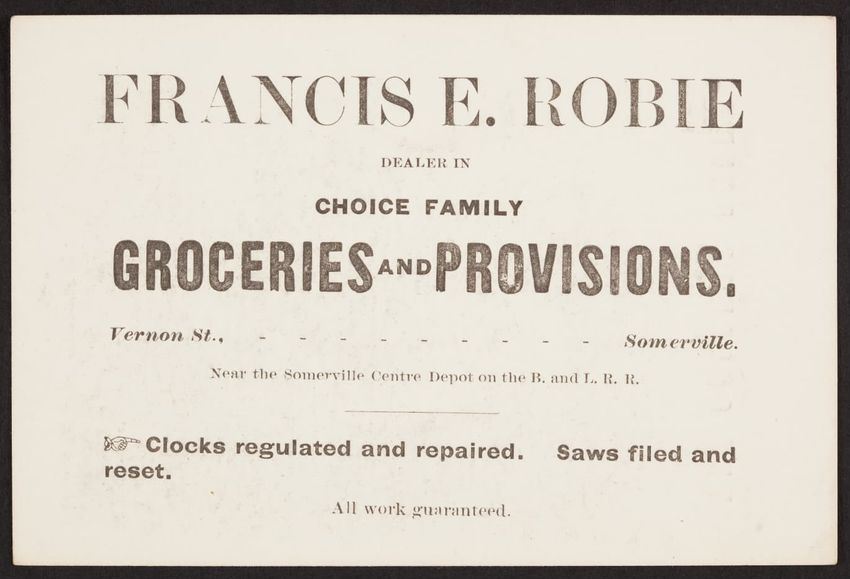 FRANCIS E. ROBIE
DEALER IN
CHOICE FAMILY
GROCERIES AND PROVISIONS.
Vernon St., - - - - - - - - - Somerville.
Near the Somerville Centre Depot on the B. and L. R. R.
☞ Clocks regulated and repaired. Saws filed and
reset.
All work guaranteed.